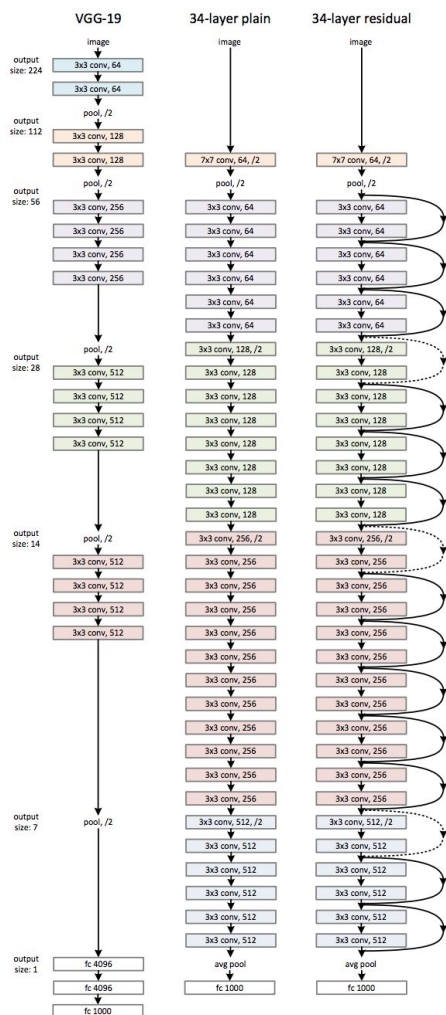 output
size: 224
output
size: 112
output
size: 56
output
size: 28
output
size: 14
output
size: 7
output
size: 1
VGG-19
image
3x3 conv, 64
3x3 conv, 64
pool, /2
3x3 conv, 128
3x3 conv, 128
pool, /2
3x3 conv, 256
3x3 conv, 256
3x3 conv, 256
3x3 conv, 256
pool, /2
3x3 conv, 512
3x3 conv, 512
3x3 conv, 512
3x3 conv, 512
pool, /2
3x3 conv, 512
3x3 conv, 512
3x3 conv, 512
3x3 conv, 512
pool, /2
fc 4096
fc 4096
fc 1000
34-layer plain
image
7x7 conv, 64, /2
pool, /2
3x3 conv, 64
3x3 conv, 64
3x3 conv, 64
3x3 conv, 64
3x3 conv, 64
3x3 conv, 64
3x3 conv, 128, /2
3x3 conv, 128
3x3 conv, 128
3x3 conv, 128
3x3 conv, 128
3x3 conv, 128
3x3 conv, 128
3x3 conv, 128
3x3 conv, 256, /2
3x3 conv, 256
3x3 conv, 256
3x3 conv, 256
3x3 conv, 256
3x3 conv, 256
3x3 conv, 256
3x3 conv, 256
3x3 conv, 256
3x3 conv, 256
3x3 conv, 256
3x3 conv, 256
3x3 conv, 512, /2
3x3 conv, 512
3x3 conv, 512
3x3 conv, 512
3x3 conv, 512
3x3 conv, 512
avg pool
fc 1000
34-layer residual
image
7x7 conv, 64, /2
pool, /2
3x3 conv, 64
3x3 conv, 64
3x3 conv, 64
3x3 conv, 64
3x3 conv, 64
3x3 conv, 64
3x3 conv, 128, /2
3x3 conv, 128
3x3 conv, 128
3x3 conv, 128
3x3 conv, 128
3x3 conv, 128
3x3 conv, 128
3x3 conv, 128
3x3 conv, 256, /2
3x3 conv, 256
3x3 conv, 256
3x3 conv, 256
3x3 conv, 256
3x3 conv, 256
3x3 conv, 256
3x3 conv, 256
3x3 conv, 256
3x3 conv, 256
3x3 conv, 256
3x3 conv, 256
3x3 conv, 512, /2
3x3 conv, 512
3x3 conv, 512
3x3 conv, 512
3x3 conv, 512
3x3 conv, 512
avg pool
fc 1000